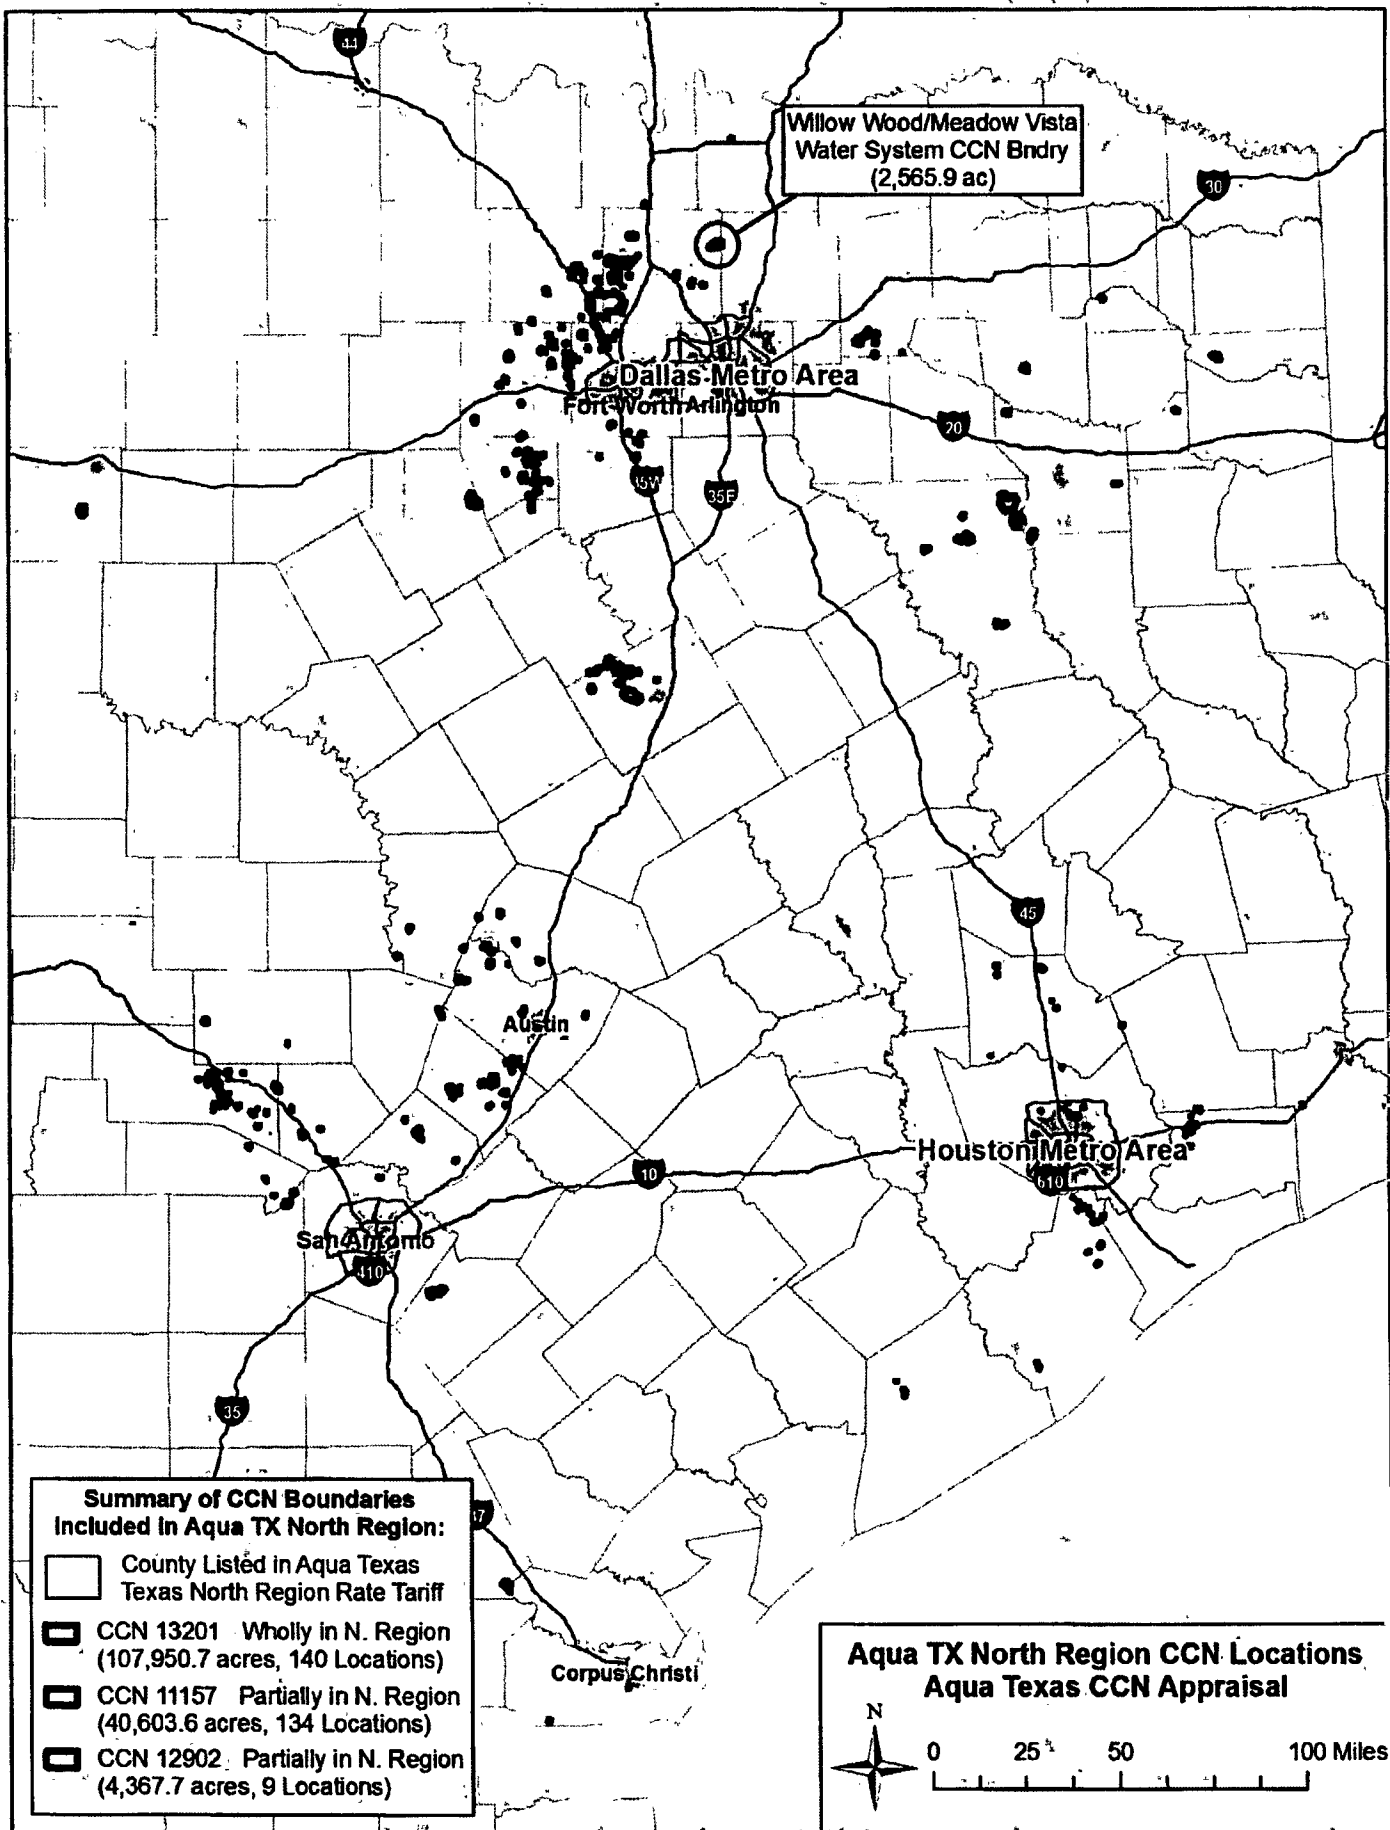 44
Willow Wood/Meadow Vista
Water System CCN Bndry
(2,565.9 ac)
30
Dallas Metro Area
Fort Worth Arlington
20
35W
35E
45
Austin
Houston Metro Area
10
610
San Antonio
410
35
Summary of CCN Boundaries
Included in Aqua TX North Region:
County Listed in Aqua Texas
Texas North Region Rate Tariff
CCN 13201 Wholly in N. Region
(107,950.7 acres, 140 Locations)
CCN 11157 Partially in N. Region
(40,603.6 acres, 134 Locations)
CCN 12902 Partially in N. Region
(4,367.7 acres, 9 Locations)
Corpus Christi
Aqua TX North Region CCN Locations
Aqua Texas CCN Appraisal
N
0 25 50 100 Miles